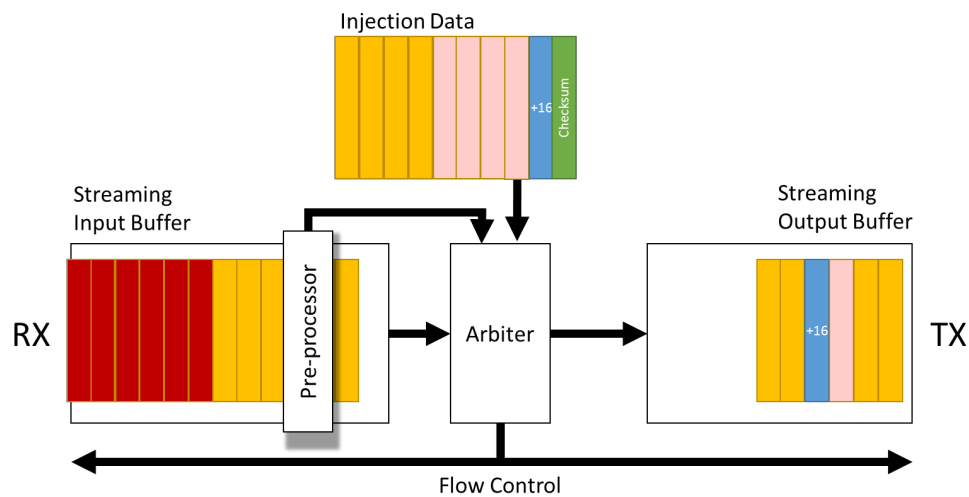 Injection Data
+16
Checksum
Streaming
Input Buffer
Streaming
Output Buffer
RX
Pre-processor
Arbiter
+16
TX
Flow Control